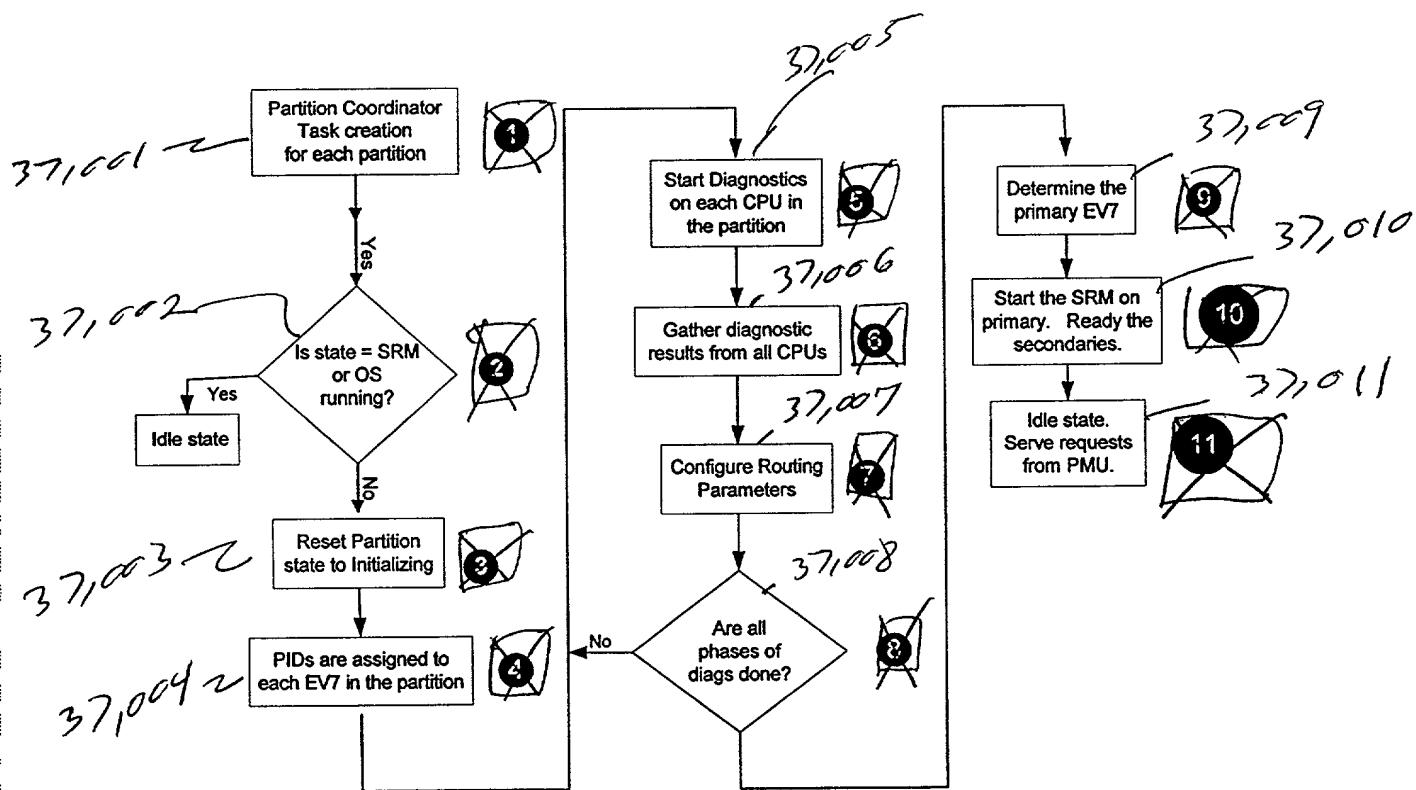 Partition Coordinator
Task creation
for each partition
1
37,001
Yes
37,002
Is state = SRM
or OS
running?
2
Yes
Idle state
No
Reset Partition
state to Initializing
3
37,003
PIDs are assigned to
each EV7 in the partition
4
37,004
37,005
Start Diagnostics
on each CPU in
the partition
5
37,006
Gather diagnostic
results from all CPUs
6
37,007
Configure Routing
Parameters
7
37,008
Are all
phases of
diags done?
8
No
37,009
Determine the
primary EV7
9
37,010
Start the SRM on
primary. Ready the
secondaries.
10
37,011
Idle state.
Serve requests
from PMU.
11